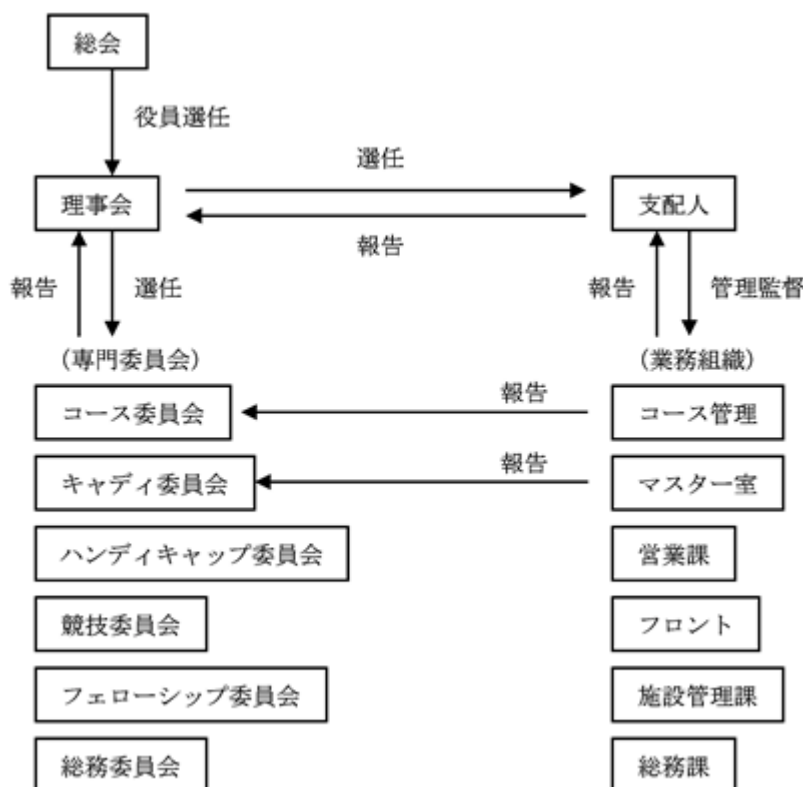 総会
役員選任
選任
理事会
支配人
報告
報告
選任
報告
管理監督
(専門委員会)
(業務組織)
コース委員会
報告
コース管理
キャディ委員会
報告
マスター室
ハンディキャップ委員会
営業課
競技委員会
フロント
フェローシップ委員会
施設管理課
総務委員会
総務課